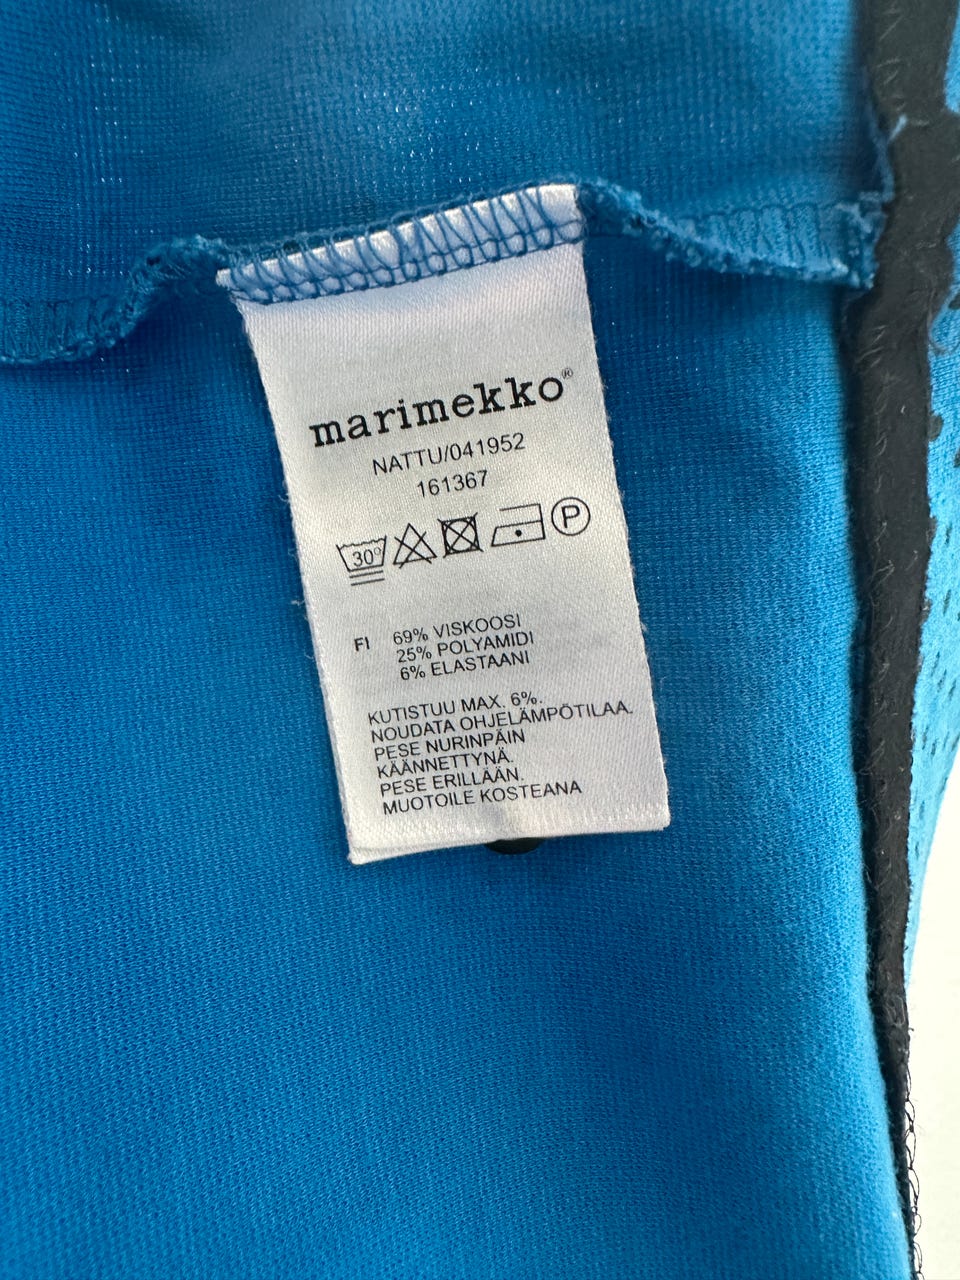 marimekko®
NATTU/041952
161367
30° P
FI 69% VISKOOSI
25% POLYAMIDI
6% ELASTAANI
KUTISTUU MAX. 6%.
NOUDATA OHJELÄMPÖTILAA.
PESE NURINPÄIN
KÄÄNNETTYNÄ.
PESE ERILLÄÄN.
MUOTOILE KOSTEANA